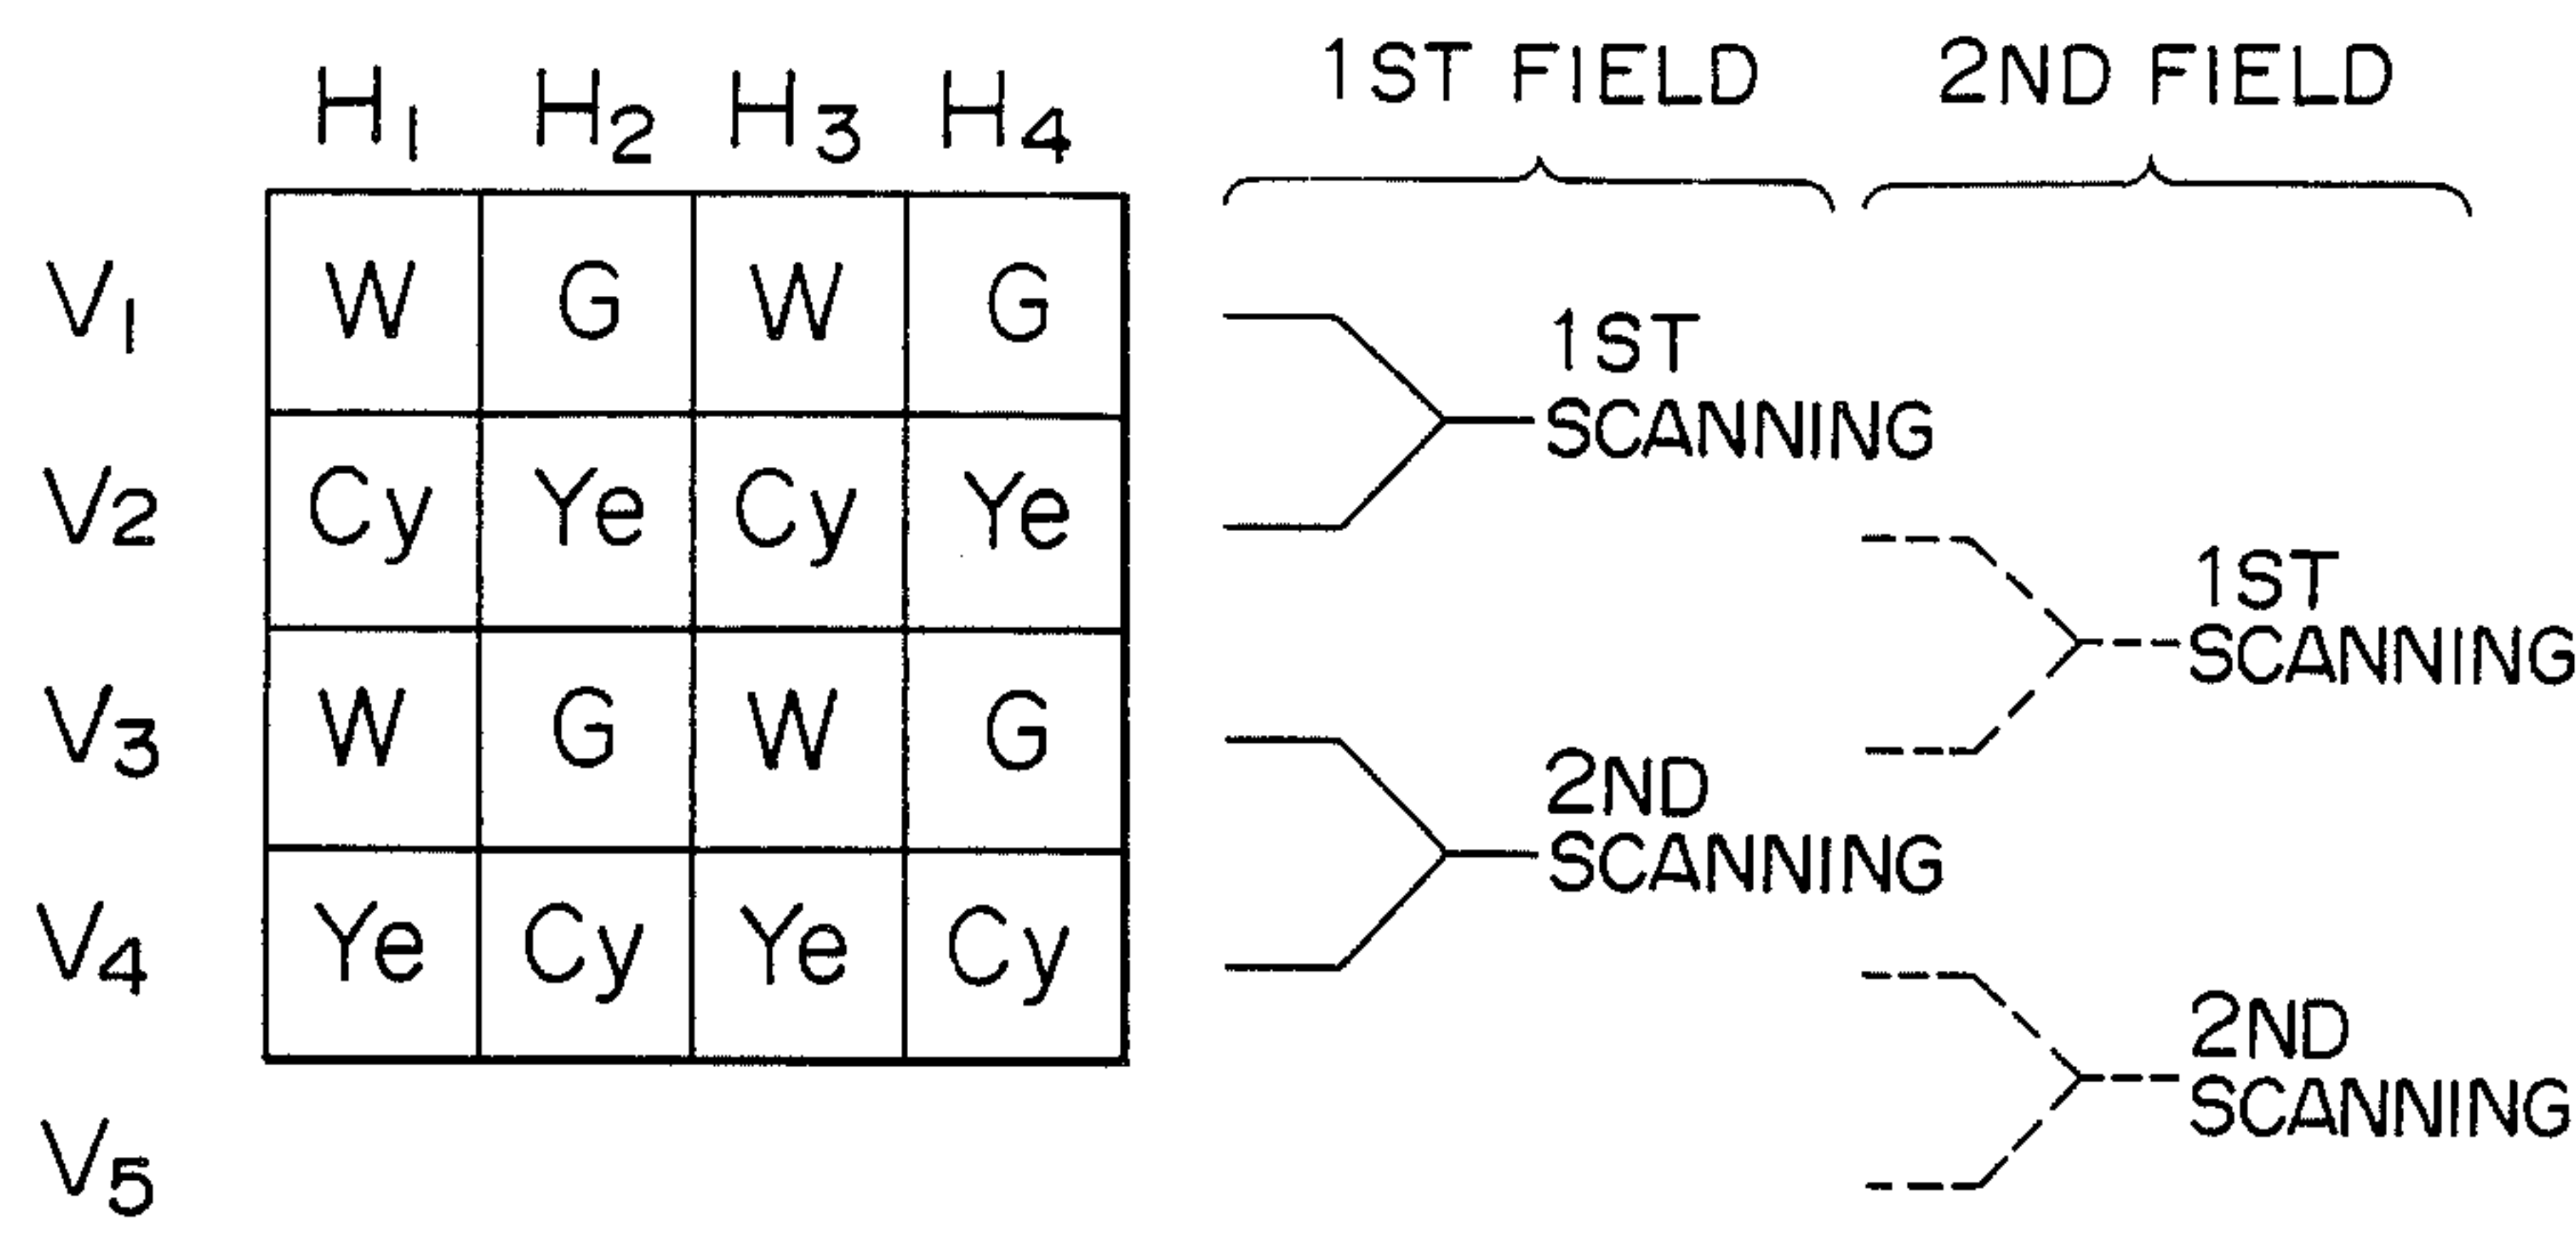 H1 H2 H3 H4 1ST FIELD 2ND FIELD
V1 W G W G
1ST
SCANNING
V2 Cy Ye Cy Ye
1ST
SCANNING
V3 W G W G
2ND
SCANNING
V4 Ye Cy Ye Cy
2ND
SCANNING
V5